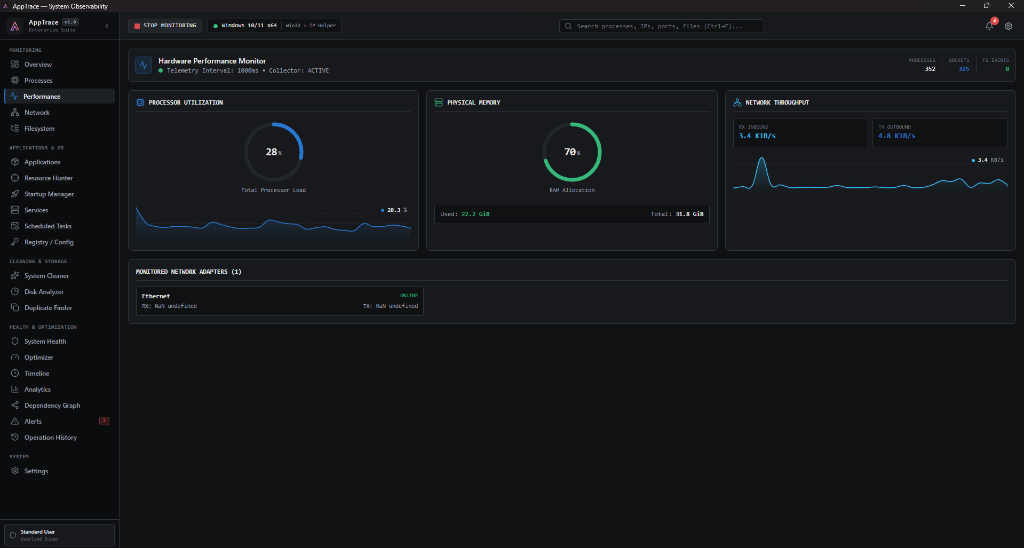 AppTrace — System Observability
AppTrace v1.0
Enterprise Suite
STOP MONITORING
Windows 10/11 x64 | Win32 + IP Helper
Search processes, IPs, ports, files (Ctrl+F)...
MONITORING
Overview
Processes
Performance
Network
Filesystem
APPLICATIONS & OS
Applications
Resource Hunter
Startup Manager
Services
Scheduled Tasks
Registry / Config
CLEANING & STORAGE
System Cleaner
Disk Analyzer
Duplicate Finder
HEALTH & OPTIMIZATION
System Health
Optimizer
Timeline
Analytics
Dependency Graph
Alerts
Operation History
SYSTEM
Settings
Standard User
Userland Scope
Hardware Performance Monitor
Telemetry Interval: 1000ms • Collector: ACTIVE
PROCESSES
352
SOCKETS
325
FS EVENTS
0
PROCESSOR UTILIZATION
28%
Total Processor Load
28.3 %
PHYSICAL MEMORY
70%
RAM Allocation
Used: 22.2 GiB
Total: 31.8 GiB
NETWORK THROUGHPUT
RX INBOUND
3.4 KiB/s
TX OUTBOUND
4.8 KiB/s
3.4 KB/s
MONITORED NETWORK ADAPTERS (1)
Ethernet
ONLINE
RX: NaN undefined
TX: NaN undefined